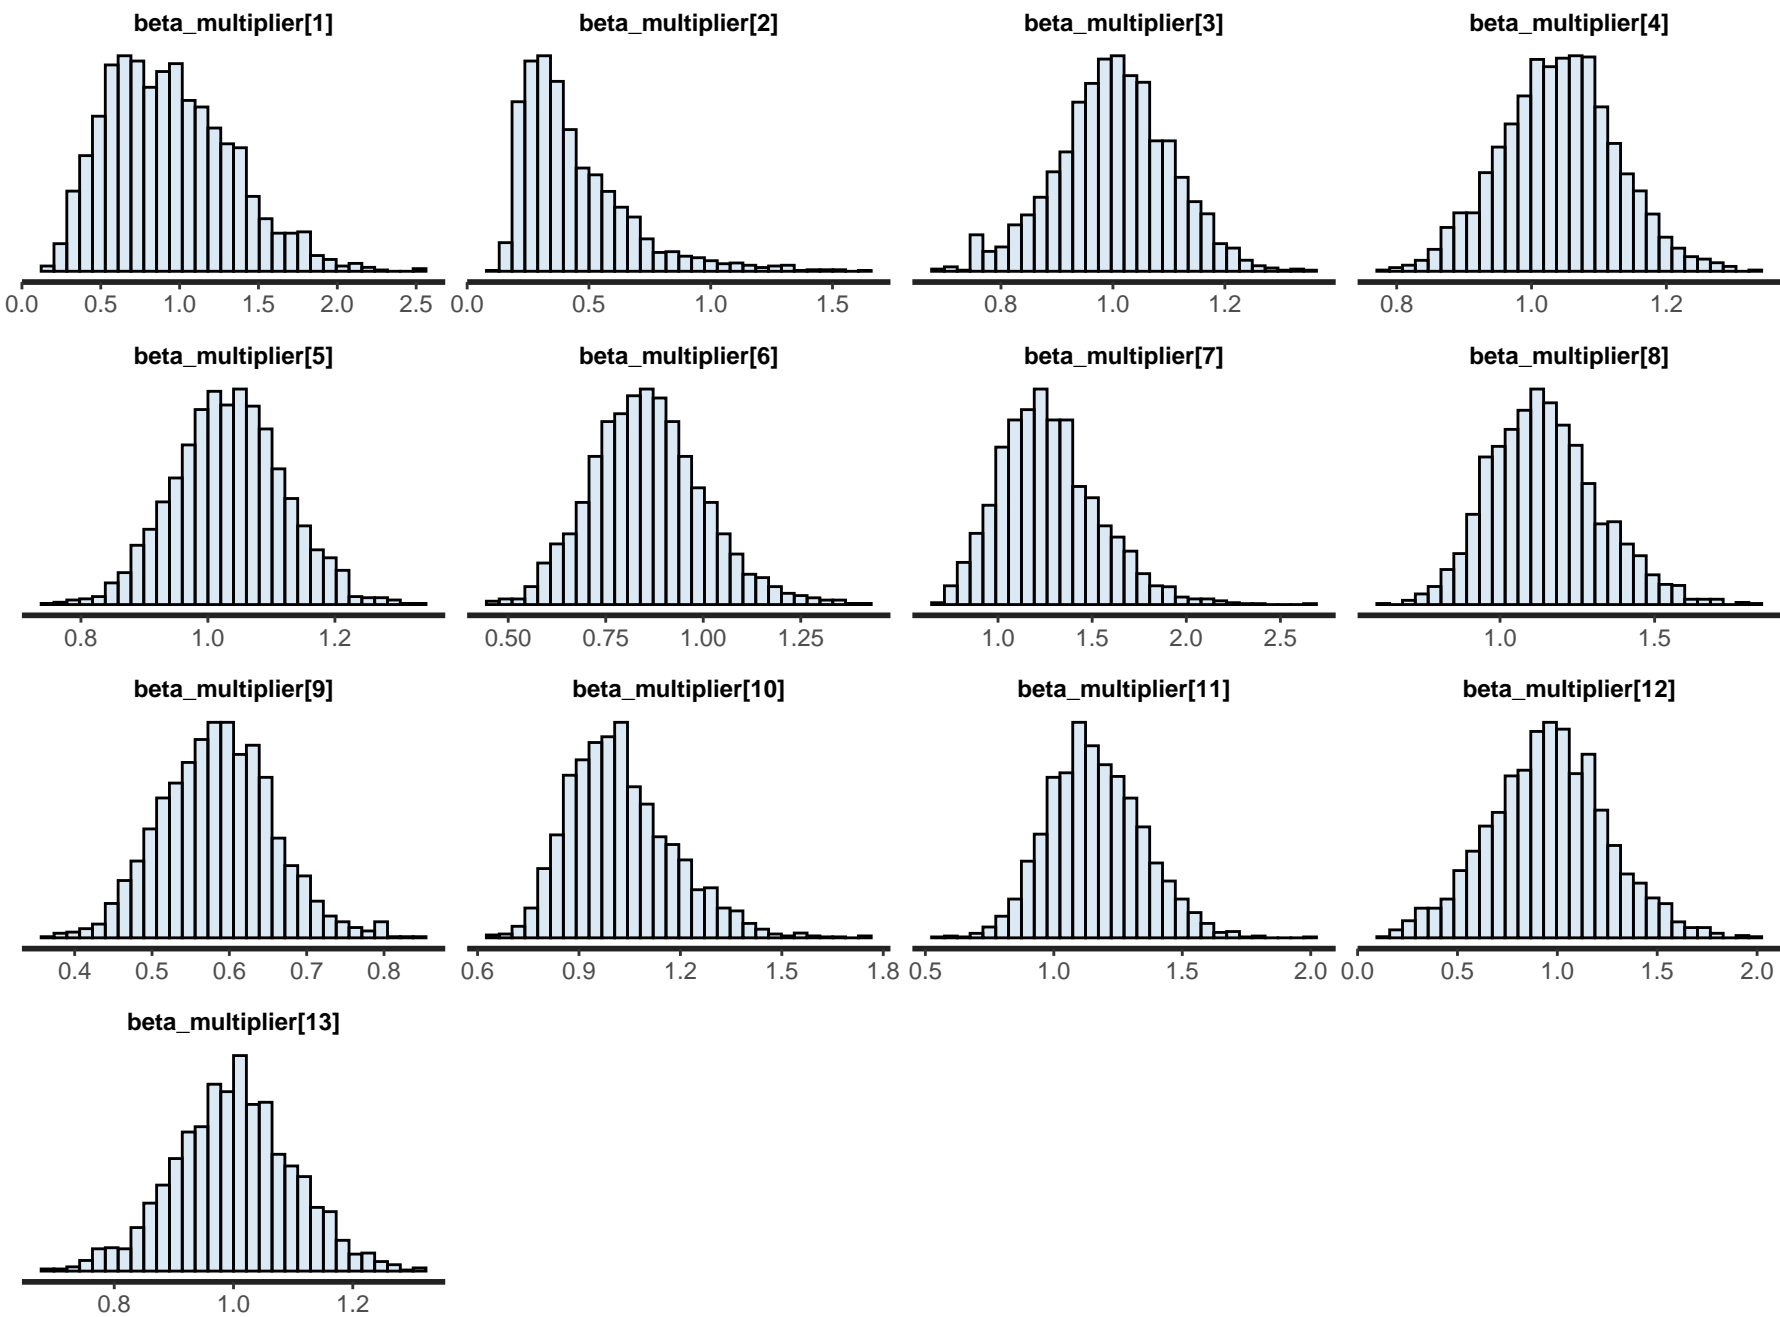 beta_multiplier[1] beta_multiplier[2] beta_multiplier[3] beta_multiplier[4]
0.0 0.5 1.0 1.5 2.0 2.5 0.0 0.5 1.0 1.5 0.8 1.0 1.2 0.8 1.0 1.2
beta_multiplier[5] beta_multiplier[6] beta_multiplier[7] beta_multiplier[8]
0.8 1.0 1.2 0.50 0.75 1.00 1.25 1.0 1.5 2.0 2.5 1.0 1.5
beta_multiplier[9] beta_multiplier[10] beta_multiplier[11] beta_multiplier[12]
0.4 0.5 0.6 0.7 0.8 0.6 0.9 1.2 1.5 1.8 0.5 1.0 1.5 2.0 0.0 0.5 1.0 1.5 2.0
beta_multiplier[13]
0.8 1.0 1.2